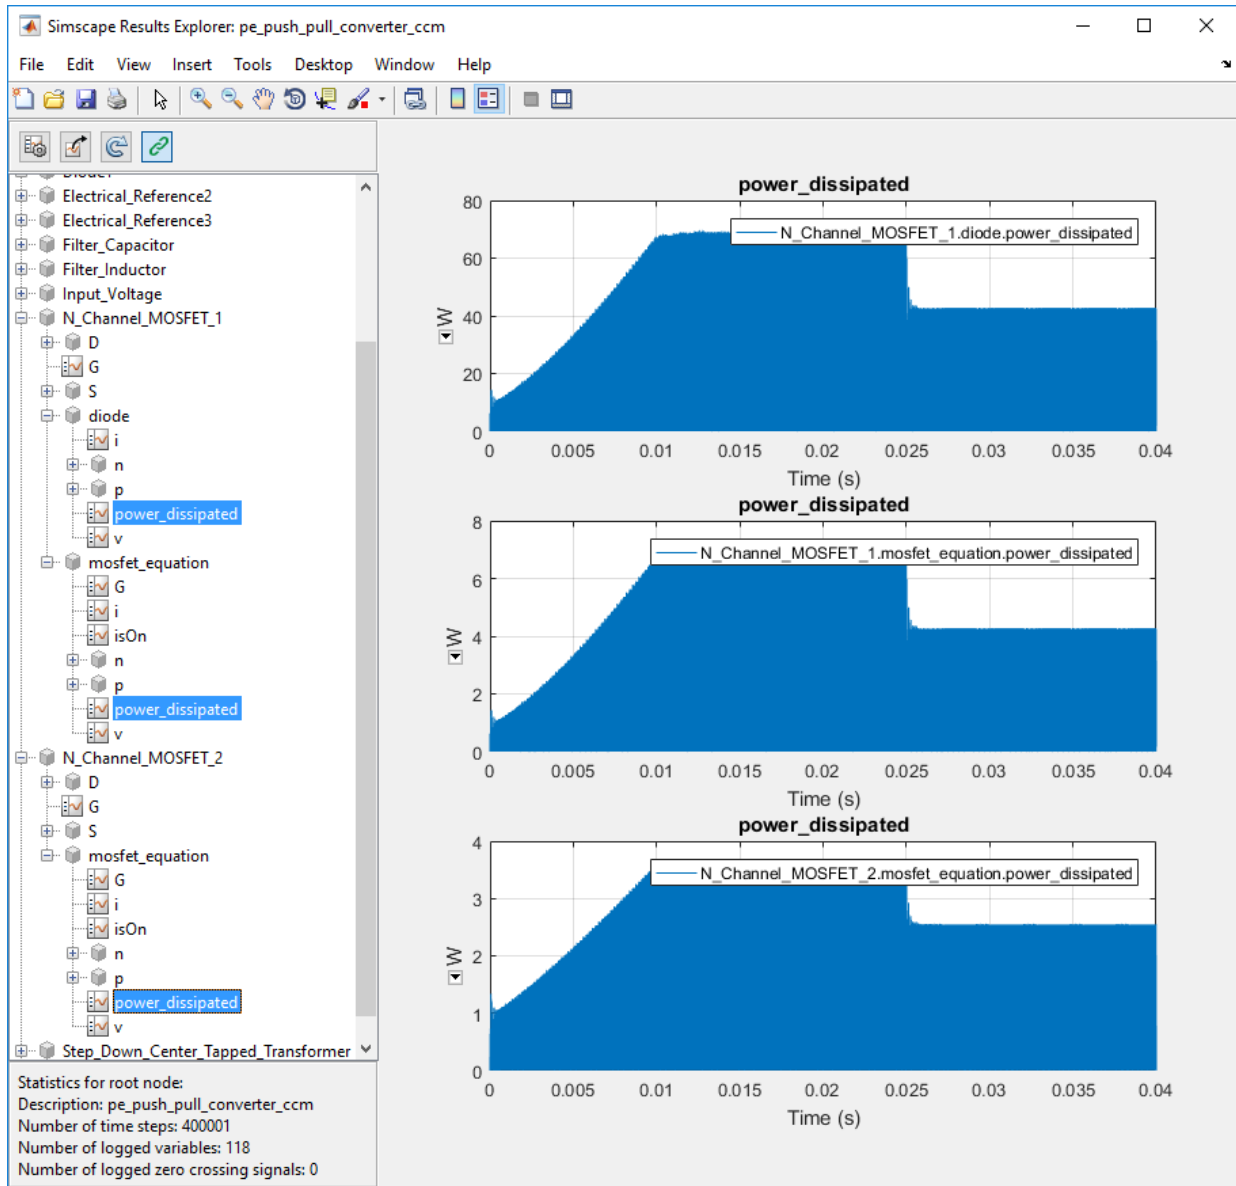 Simscape Results Explorer: pe_push_pull_converter_ccm
File Edit View Insert Tools Desktop Window Help
Diode1
Electrical_Reference2
Electrical_Reference3
Filter_Capacitor
Filter_Inductor
Input_Voltage
N_Channel_MOSFET_1
D
G
S
diode
i
n
p
power_dissipated
v
mosfet_equation
G
i
isOn
n
p
power_dissipated
v
N_Channel_MOSFET_2
D
G
S
mosfet_equation
G
i
isOn
n
p
power_dissipated
v
Step_Down_Center_Tapped_Transformer
Statistics for root node:
Description: pe_push_pull_converter_ccm
Number of time steps: 400001
Number of logged variables: 118
Number of logged zero crossing signals: 0
power_dissipated
80
60
40
20
0
W
N_Channel_MOSFET_1.diode.power_dissipated
0 0.005 0.01 0.015 0.02 0.025 0.03 0.035 0.04
Time (s)
power_dissipated
8
6
4
2
0
W
N_Channel_MOSFET_1.mosfet_equation.power_dissipated
0 0.005 0.01 0.015 0.02 0.025 0.03 0.035 0.04
Time (s)
power_dissipated
4
3
2
1
0
W
N_Channel_MOSFET_2.mosfet_equation.power_dissipated
0 0.005 0.01 0.015 0.02 0.025 0.03 0.035 0.04
Time (s)